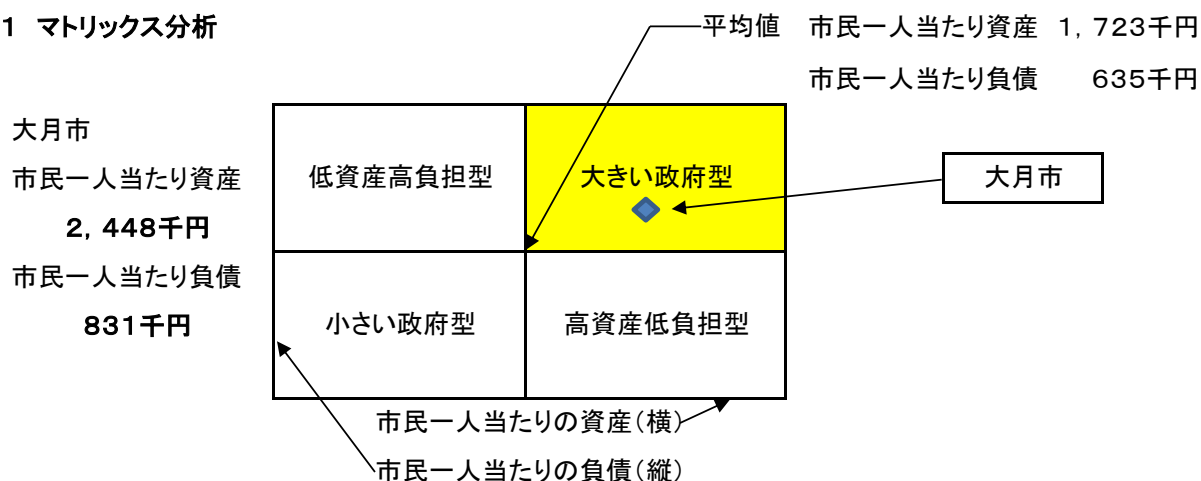 1 マトリックス分析
平均値 市民一人当たり資産 1,723千円
市民一人当たり負債 635千円
大月市
市民一人当たり資産
2,448千円
市民一人当たり負債
831千円
低資産高負担型
大きい政府型
大月市
小さい政府型
高資産低負担型
市民一人当たりの資産(横)
市民一人当たりの負債(縦)